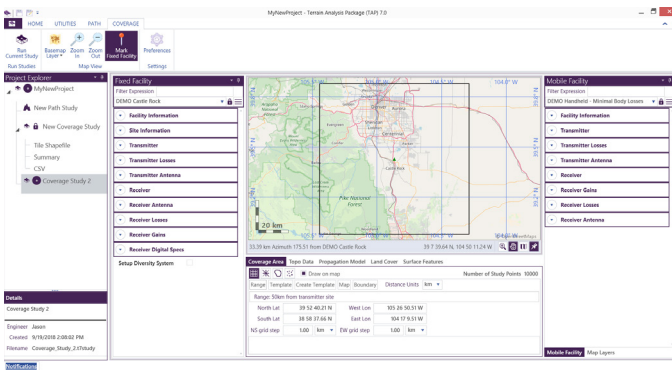 MyNewProject - Terrain Analysis Package (TAP) 7.0
HOME UTILITIES PATH COVERAGE
Run Current Study
Basemap Layer
Zoom In
Zoom Out
Mark Fixed Facility
Preferences
Run Studies Map View Settings
Project Explorer
MyNewProject
New Path Study
New Coverage Study
Tile Shapefile
Summary
CSV
Coverage Study 2
Details
Coverage Study 2
Engineer Jason
Created 9/19/2018 2:08:02 PM
Filename Coverage_Study_2.t7study
Notifications
Fixed Facility
Filter Expression
DEMO Castle Rock
Facility Information
Site Information
Transmitter
Transmitter Losses
Transmitter Antenna
Receiver
Receiver Antenna
Receiver Losses
Receiver Gains
Receiver Digital Specs
Setup Diversity System
104.5° W
Denver
Castle Rock
Pike National Forest
20 km
33.39 km Azimuth 175.51 from DEMO Castle Rock 39 7 39.64 N, 104 50 11.24 W
Coverage Area Topo Data Propagation Model Land Cover Surface Features
Draw on map Number of Study Points 10000
Range Template Create Template Map Boundary Distance Units km
Range: 50km from transmitter site
North Lat 39 52 40.21 N West Lon 105 26 50.51 W
South Lat 38 58 37.66 N East Lon 104 17 9.51 W
NS grid step 1.00 km EW grid step 1.00 km
Mobile Facility
Filter Expression
DEMO Handheld - Minimal Body Losses
Facility Information
Transmitter
Transmitter Losses
Transmitter Antenna
Receiver
Receiver Gains
Receiver Losses
Receiver Antenna
Mobile Facility Map Layers